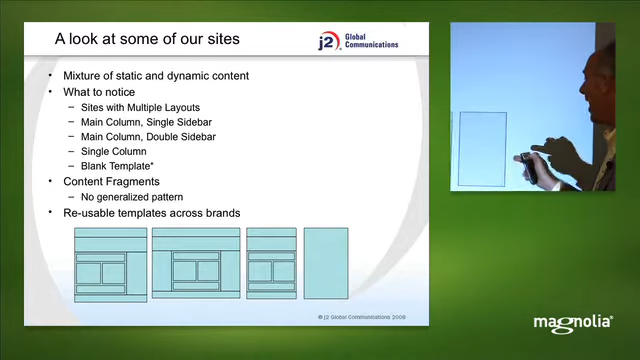 A look at some of our sites
j2 Global Communications
• Mixture of static and dynamic content
• What to notice
– Sites with Multiple Layouts
– Main Column, Single Sidebar
– Main Column, Double Sidebar
– Single Column
– Blank Template*
• Content Fragments
– No generalized pattern
• Re-usable templates across brands
© j2 Global Communications 2009
magnolia®